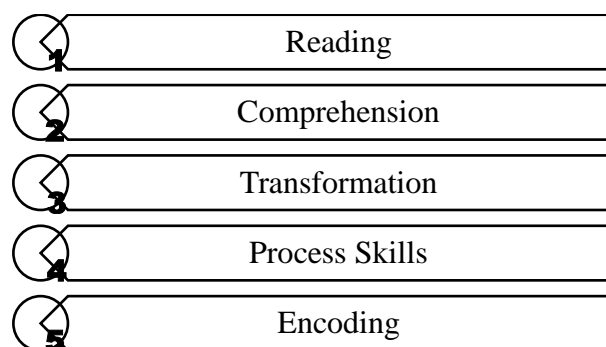 1 Reading
2 Comprehension
3 Transformation
4 Process Skills
5 Encoding